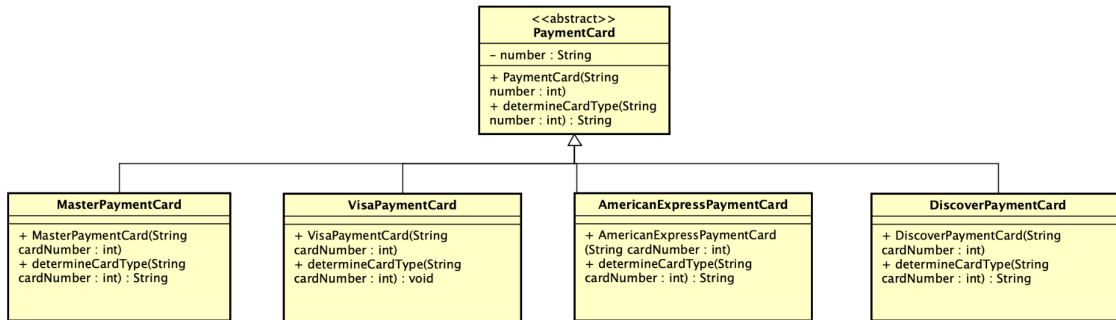 <<abstract>>
PaymentCard
– number : String
+ PaymentCard(String
number : int)
+ determineCardType(String
number : int) : String
MasterPaymentCard
+ MasterPaymentCard(String
cardNumber : int)
+ determineCardType(String
cardNumber : int) : String
VisaPaymentCard
+ VisaPaymentCard(String
cardNumber : int)
+ determineCardType(String
cardNumber : int) : void
AmericanExpressPaymentCard
+ AmericanExpressPaymentCard
(String cardNumber : int)
+ determineCardType(String
cardNumber : int) : String
DiscoverPaymentCard
+ DiscoverPaymentCard(String
cardNumber : int)
+ determineCardType(String
cardNumber : int) : String